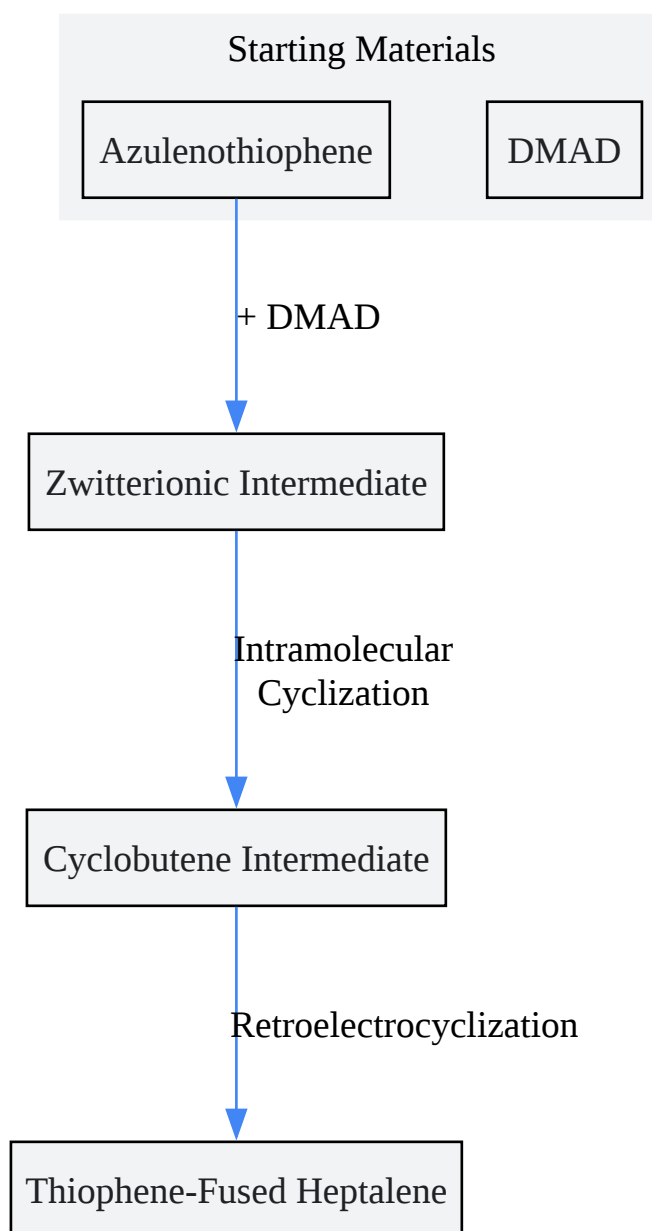 Starting Materials
Azulenothiophene
DMAD
+ DMAD
Zwitterionic Intermediate
Intramolecular
Cyclization
Cyclobutene Intermediate
Retroelectrocyclization
Thiophene-Fused Heptalene